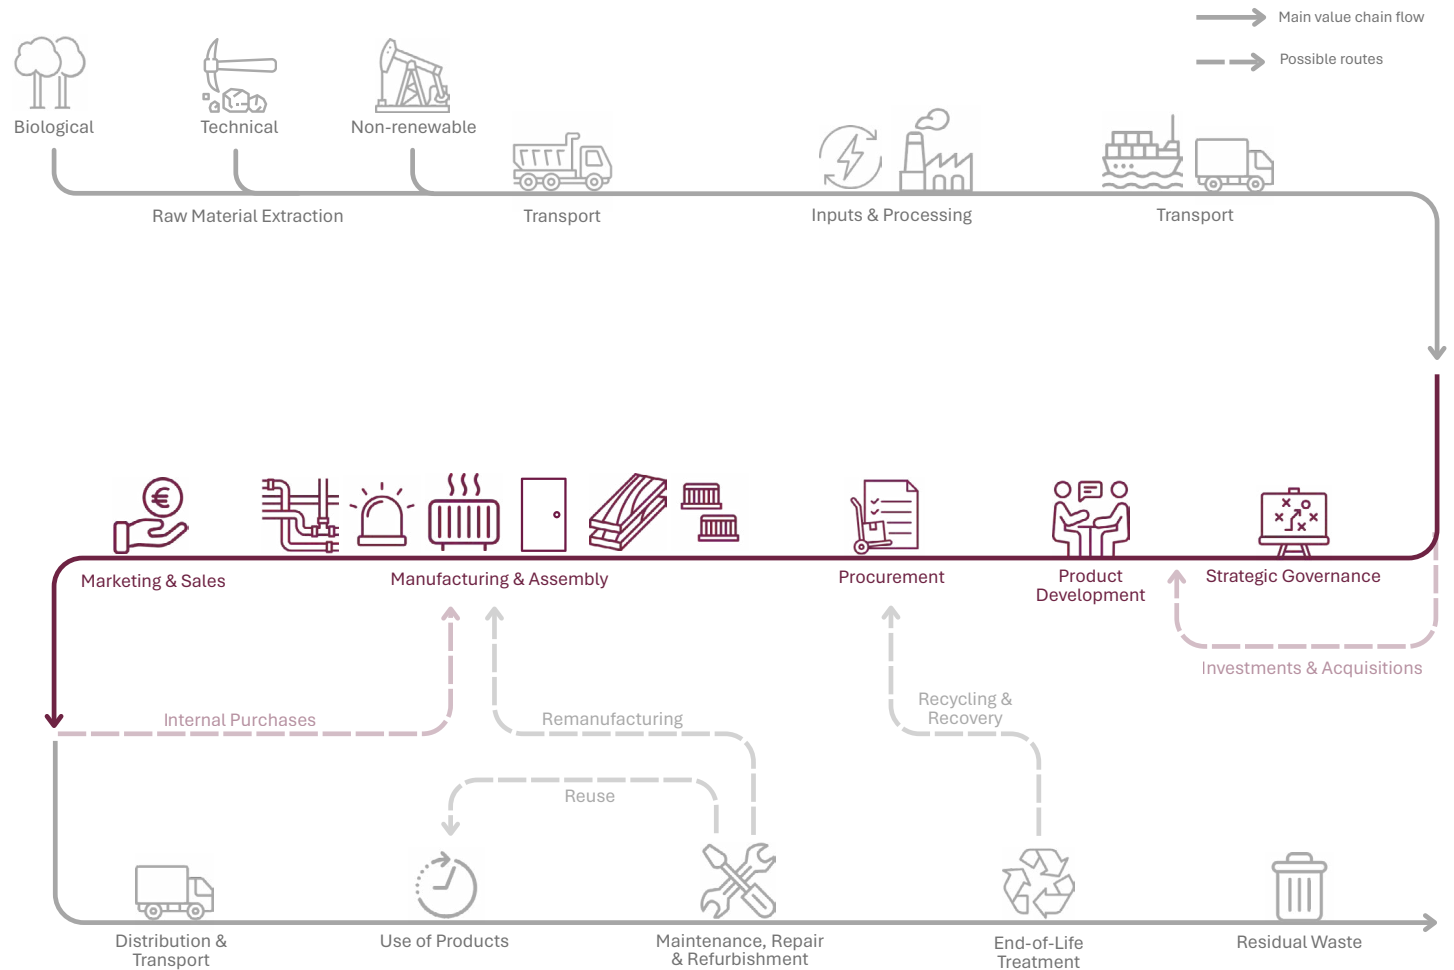 Main value chain flow
Possible routes
Biological
Technical
Non-renewable
Raw Material Extraction
Transport
Inputs & Processing
Transport
Marketing & Sales
Manufacturing & Assembly
Procurement
Product
Development
Strategic Governance
Investments & Acquisitions
Internal Purchases
Remanufacturing
Recycling &
Recovery
Reuse
Distribution &
Transport
Use of Products
Maintenance, Repair
& Refurbishment
End-of-Life
Treatment
Residual Waste